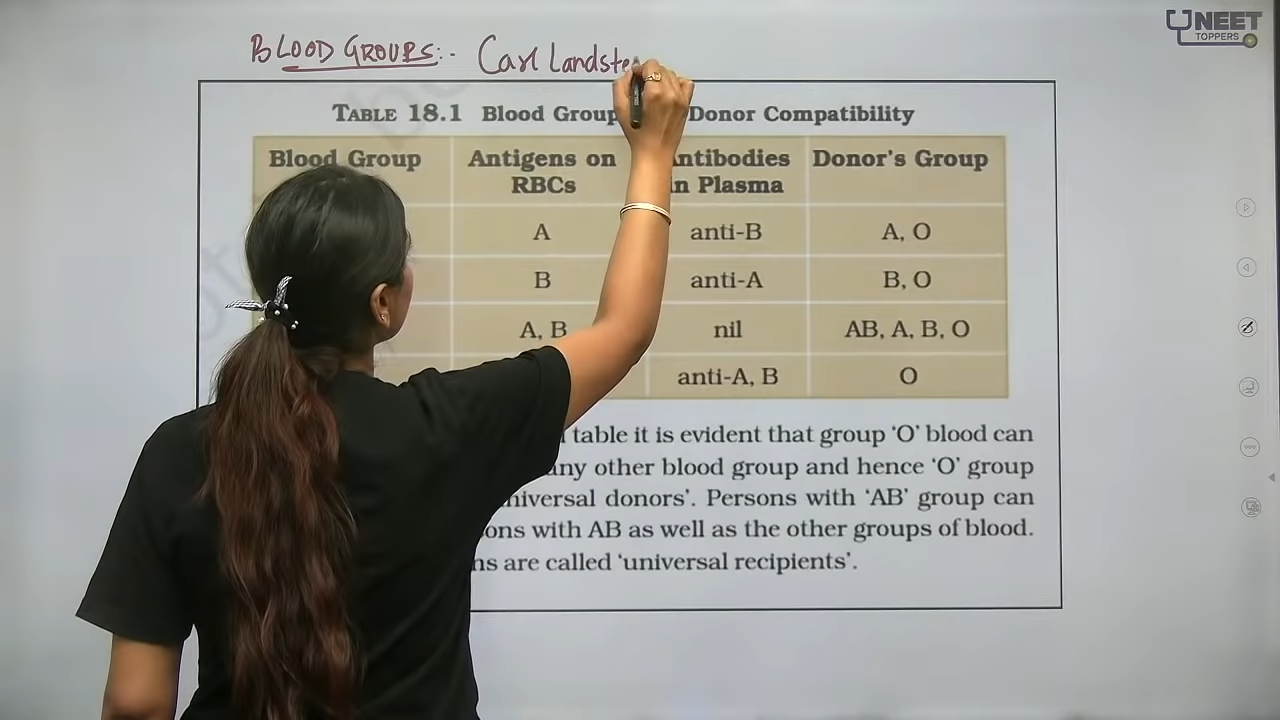 UNEET
TOPPERS
BLOOD GROUPS:- Carl Landste
TABLE 18.1 Blood Group Donor Compatibility
Blood Group Antigens on RBCs Antibodies in Plasma Donor's Group
A anti-B A, O
B anti-A B, O
A, B nil AB, A, B, O
anti-A, B O
table it is evident that group ‘O’ blood can
any other blood group and hence ‘O’ group
universal donors’. Persons with ‘AB’ group can
ons with AB as well as the other groups of blood.
ns are called ‘universal recipients’.